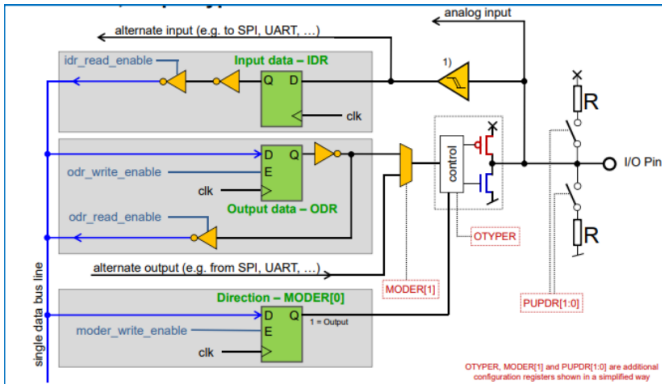 alternate input (e.g. to SPI, UART, …)
analog input
idr_read_enable
Input data – IDR
1)
Q
D
clk
R
I/O Pin
D
Q
E
odr_write_enable
clk
Output data – ODR
control
odr_read_enable
OTYPER
R
alternate output (e.g. from SPI, UART, …)
MODER[1]
PUPDR[1:0]
single data bus line
Direction – MODER[0]
D
Q
1 = Output
moder_write_enable
E
clk
OTYPER, MODER[1] and PUPDR[1:0] are additional
configuration registers shown in a simplified way